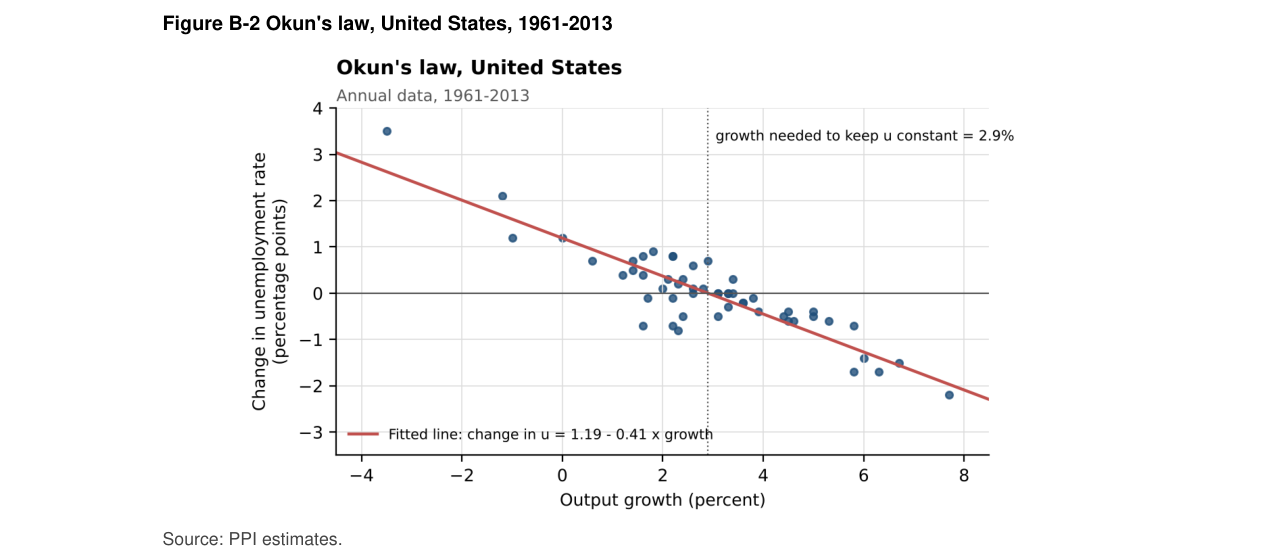 Figure B-2 Okun's law, United States, 1961-2013
Okun's law, United States
Annual data, 1961-2013
growth needed to keep u constant = 2.9%
Change in unemployment rate
(percentage points)
4
3
2
1
0
−1
−2
−3
Fitted line: change in u = 1.19 - 0.41 x growth
−4
−2
0
2
4
6
8
Output growth (percent)
Source: PPI estimates.